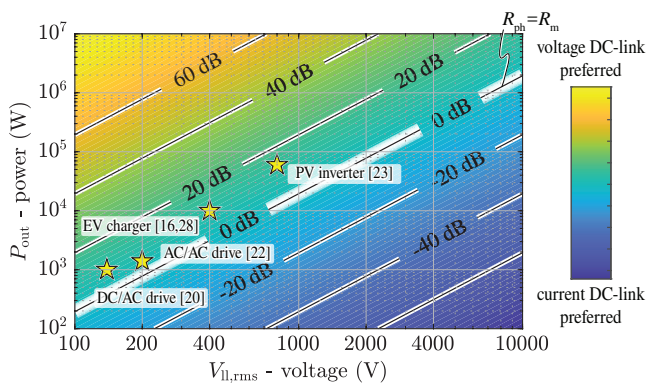 R_ph=R_m
voltage DC-link
preferred
10^7
10^6
10^5
10^4
10^3
10^2
P_out - power (W)
60 dB
40 dB
20 dB
0 dB
-20 dB
-40 dB
20 dB
0 dB
-20 dB
PV inverter [23]
EV charger [16,28]
AC/AC drive [22]
DC/AC drive [20]
100
200
400
1000
2000
4000
10000
V_ll,rms - voltage (V)
current DC-link
preferred